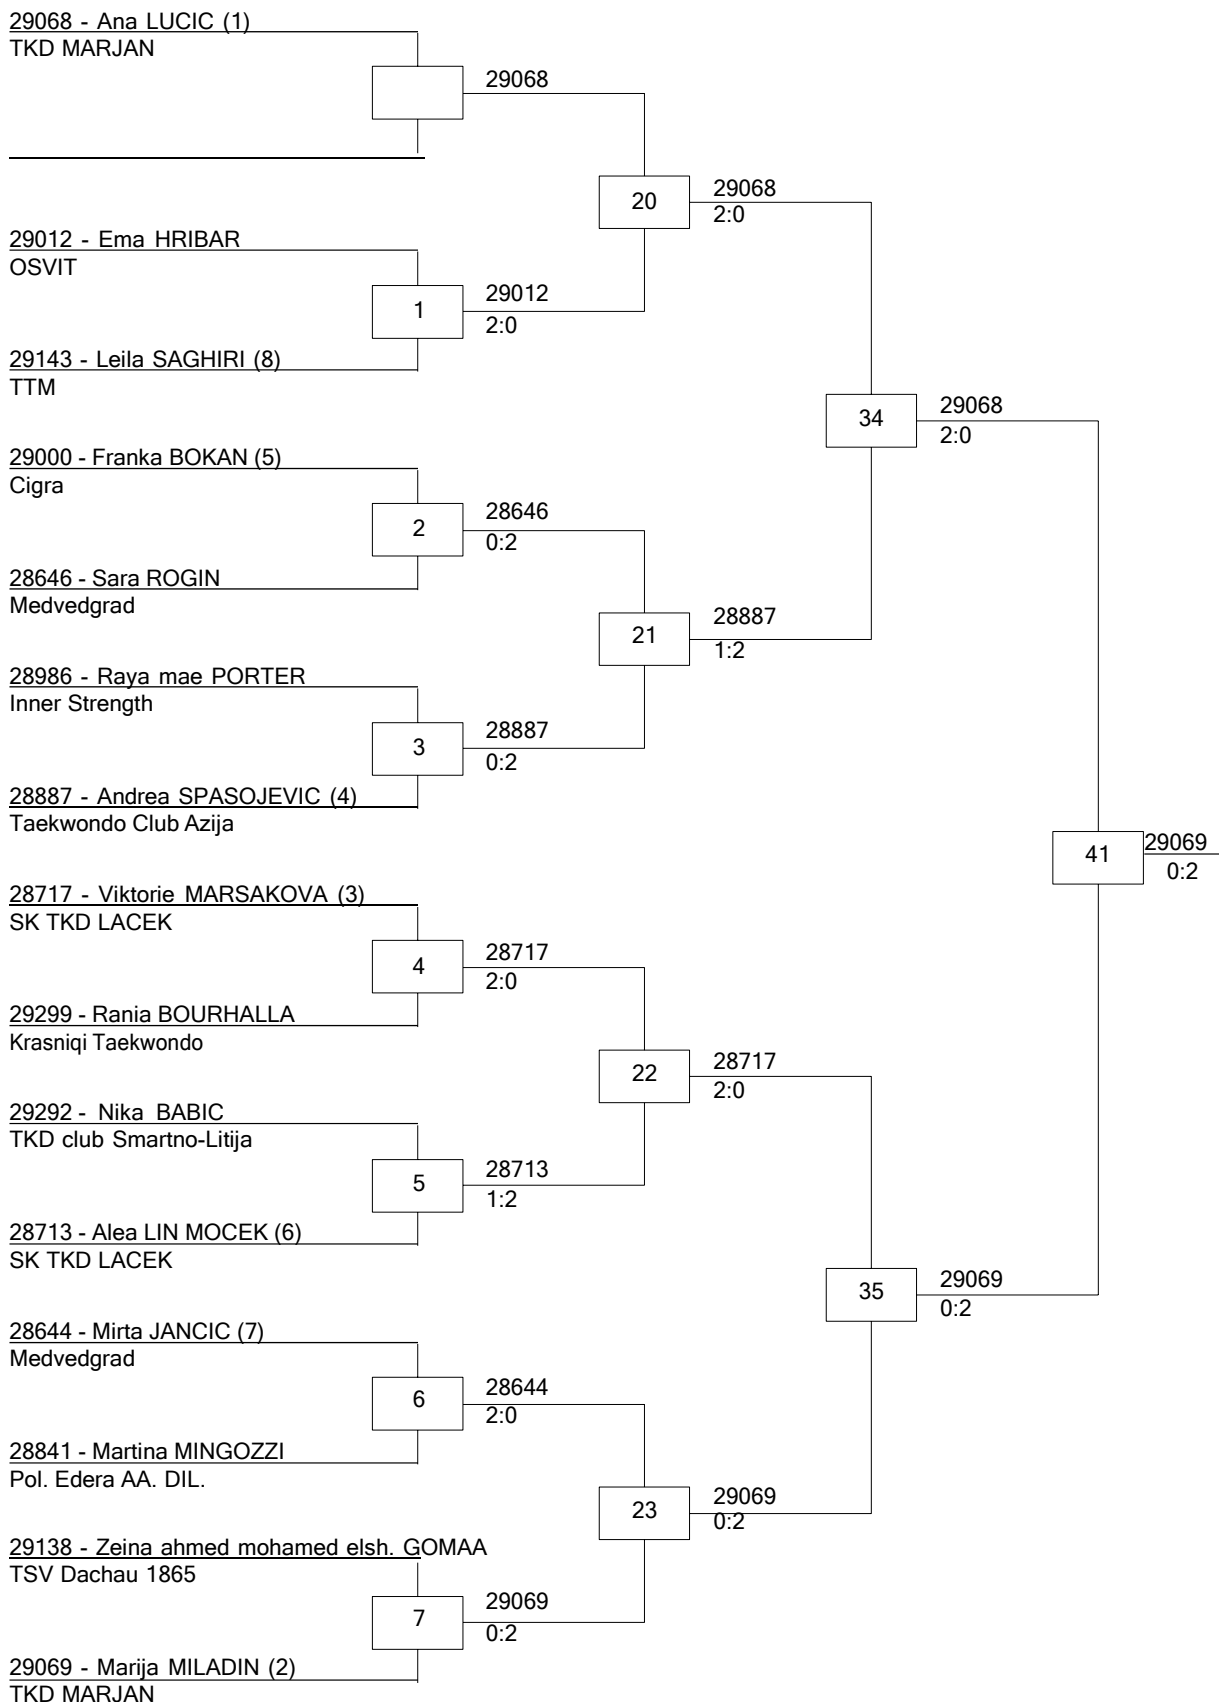 29068 - Ana LUCIC (1)
TKD MARJAN
29068
20
29068
2:0
29012 - Ema HRIBAR
OSVIT
1
29012
2:0
29143 - Leila SAGHIRI (8)
TTM
34
29068
2:0
29000 - Franka BOKAN (5)
Cigra
2
28646
0:2
28646 - Sara ROGIN
Medvedgrad
21
28887
1:2
28986 - Raya mae PORTER
Inner Strength
3
28887
0:2
28887 - Andrea SPASOJEVIC (4)
Taekwondo Club Azija
41
29069
0:2
28717 - Viktorie MARSAKOVA (3)
SK TKD LACEK
4
28717
2:0
29299 - Rania BOURHALLA
Krasniqi Taekwondo
22
28717
2:0
29292 - Nika BABIC
TKD club Smartno-Litija
5
28713
1:2
28713 - Alea LIN MOCEK (6)
SK TKD LACEK
35
29069
0:2
28644 - Mirta JANCIC (7)
Medvedgrad
6
28644
2:0
28841 - Martina MINGOZZI
Pol. Edera AA. DIL.
23
29069
0:2
29138 - Zeina ahmed mohamed elsh. GOMAA
TSV Dachau 1865
7
29069
0:2
29069 - Marija MILADIN (2)
TKD MARJAN